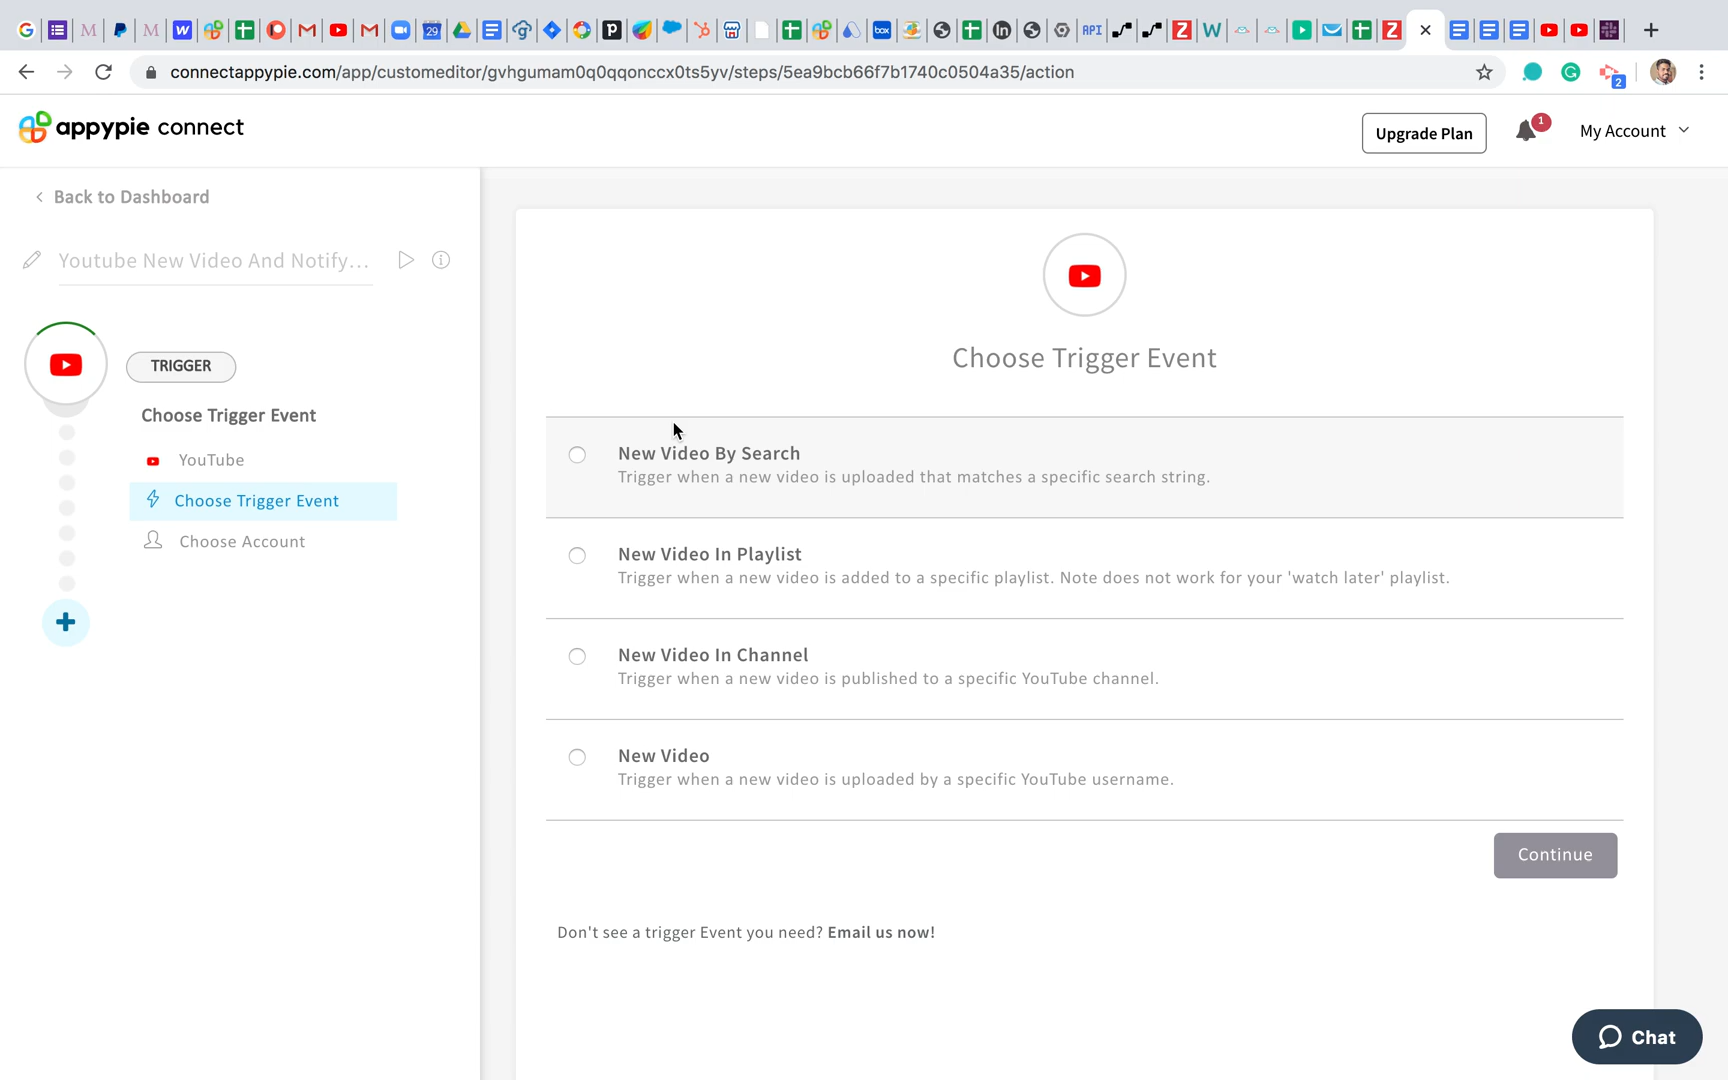 connectappypie.com/app/customeditor/gvhgumam0q0qqonccx0ts5yv/steps/5ea9bcb66f7b1740c0504a35/action
2
appypie connect
Upgrade Plan
1
My Account
Back to Dashboard
Youtube New Video And Notify...
TRIGGER
Choose Trigger Event
YouTube
Choose Trigger Event
Choose Account
Choose Trigger Event
New Video By Search
Trigger when a new video is uploaded that matches a specific search string.
New Video In Playlist
Trigger when a new video is added to a specific playlist. Note does not work for your 'watch later' playlist.
New Video In Channel
Trigger when a new video is published to a specific YouTube channel.
New Video
Trigger when a new video is uploaded by a specific YouTube username.
Continue
Don't see a trigger Event you need? Email us now!
Chat